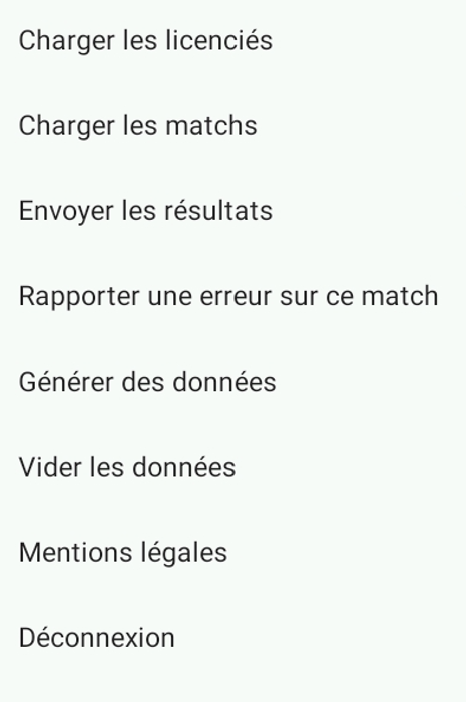 Charger les licenciés
Charger les matchs
Envoyer les résultats
Rapporter une erreur sur ce match
Générer des données
Vider les données
Mentions légales
Déconnexion